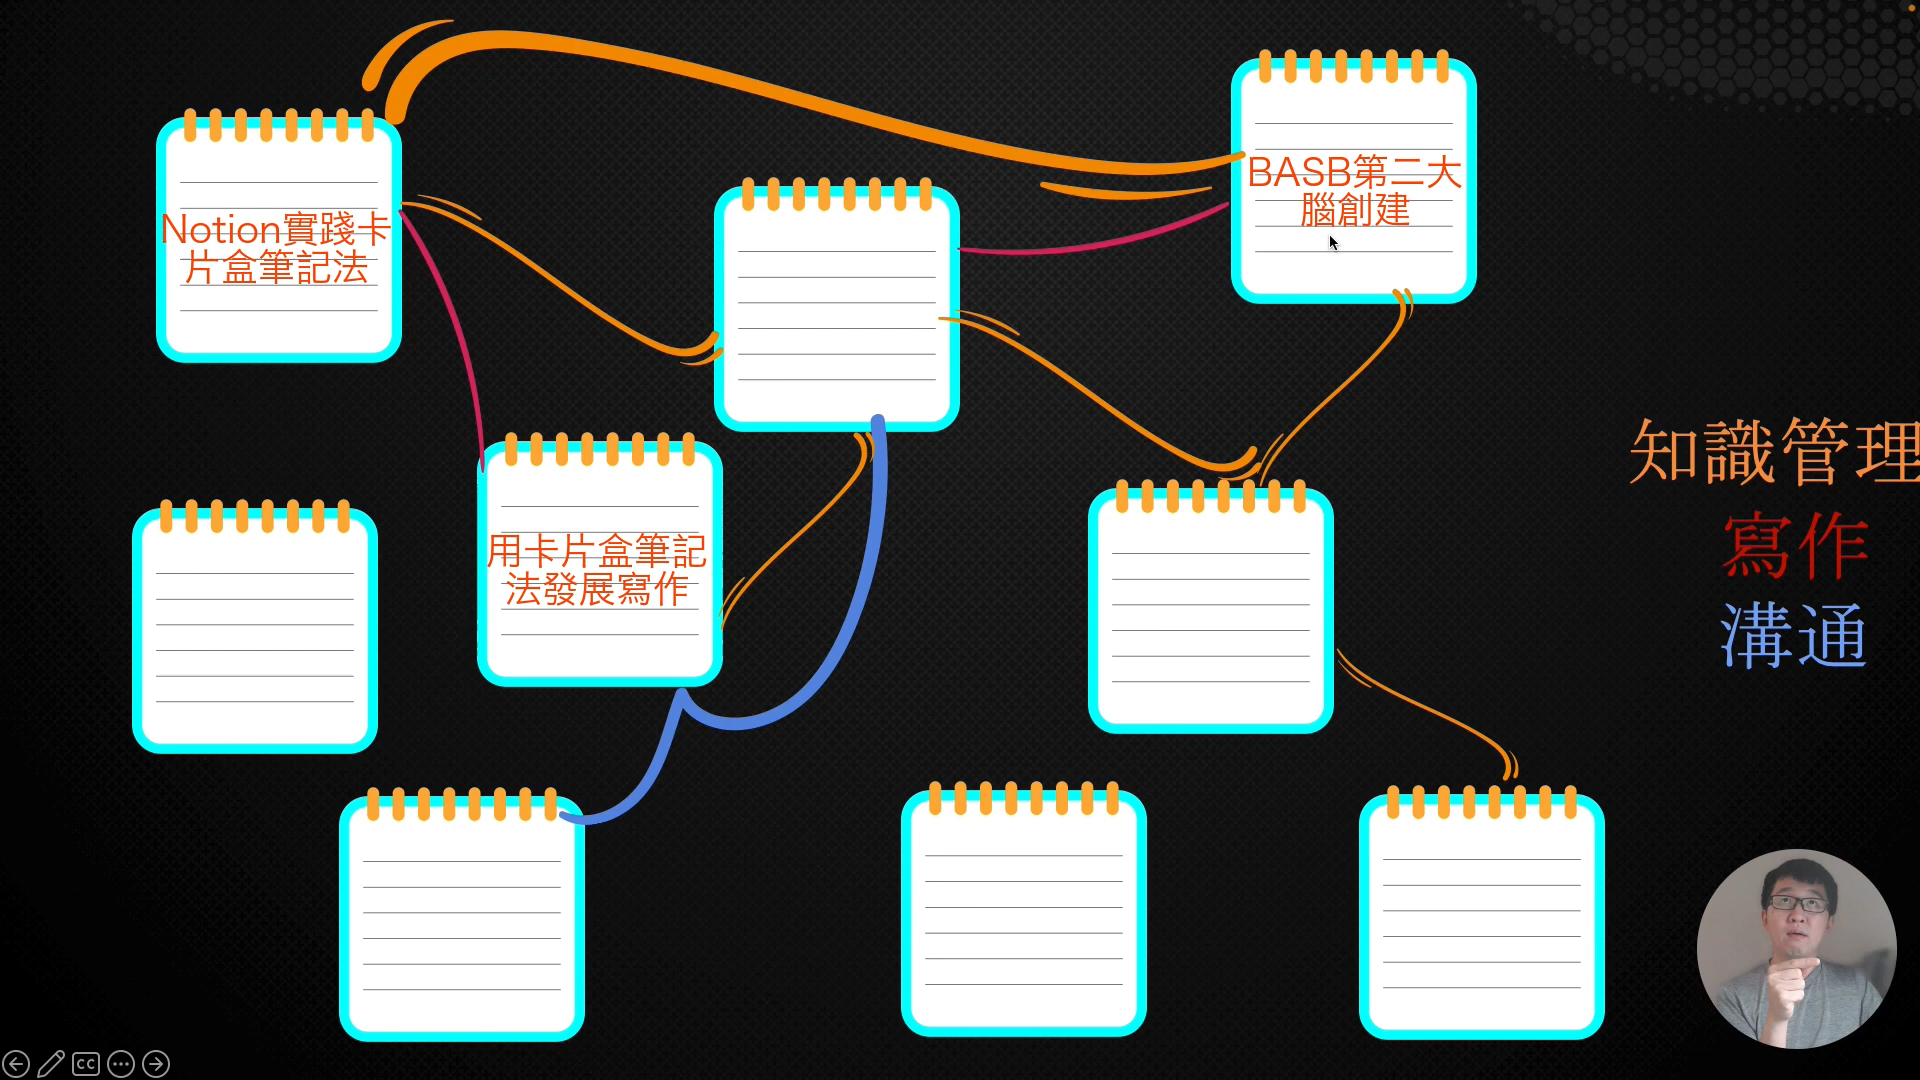 Notion實踐卡
片盒筆記法
BASB第二大
腦創建
用卡片盒筆記
法發展寫作
知識管理
寫作
溝通
CC